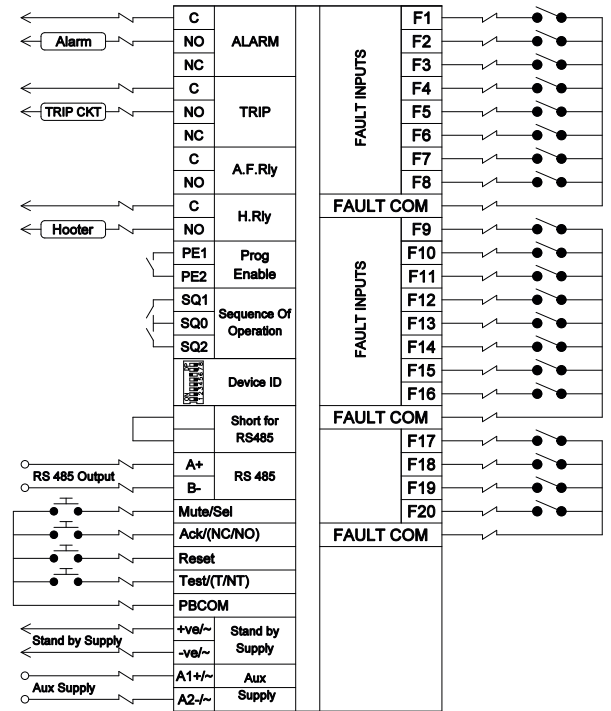 C
F1
Alarm
NO
ALARM
F2
NC
F3
C
F4
TRIP CKT
NO
TRIP
F5
NC
F6
FAULT INPUTS
C
A.F.Rly
F7
NO
F8
C
H.Rly
FAULT COM
Hooter
NO
F9
PE1
Prog
Enable
F10
PE2
F11
SQ1
Sequence Of
Operation
F12
SQ0
F13
SQ2
F14
FAULT INPUTS
Device ID
F15
F16
Short for
RS485
FAULT COM
F17
RS 485 Output
A+
RS 485
F18
B-
F19
Mute/Sel
F20
Ack/(NC/NO)
FAULT COM
Reset
Test/(T/NT)
PBCOM
Stand by Supply
+ve/~
Stand by
Supply
-ve/~
Aux Supply
A1+/~
Aux
Supply
A2-/~